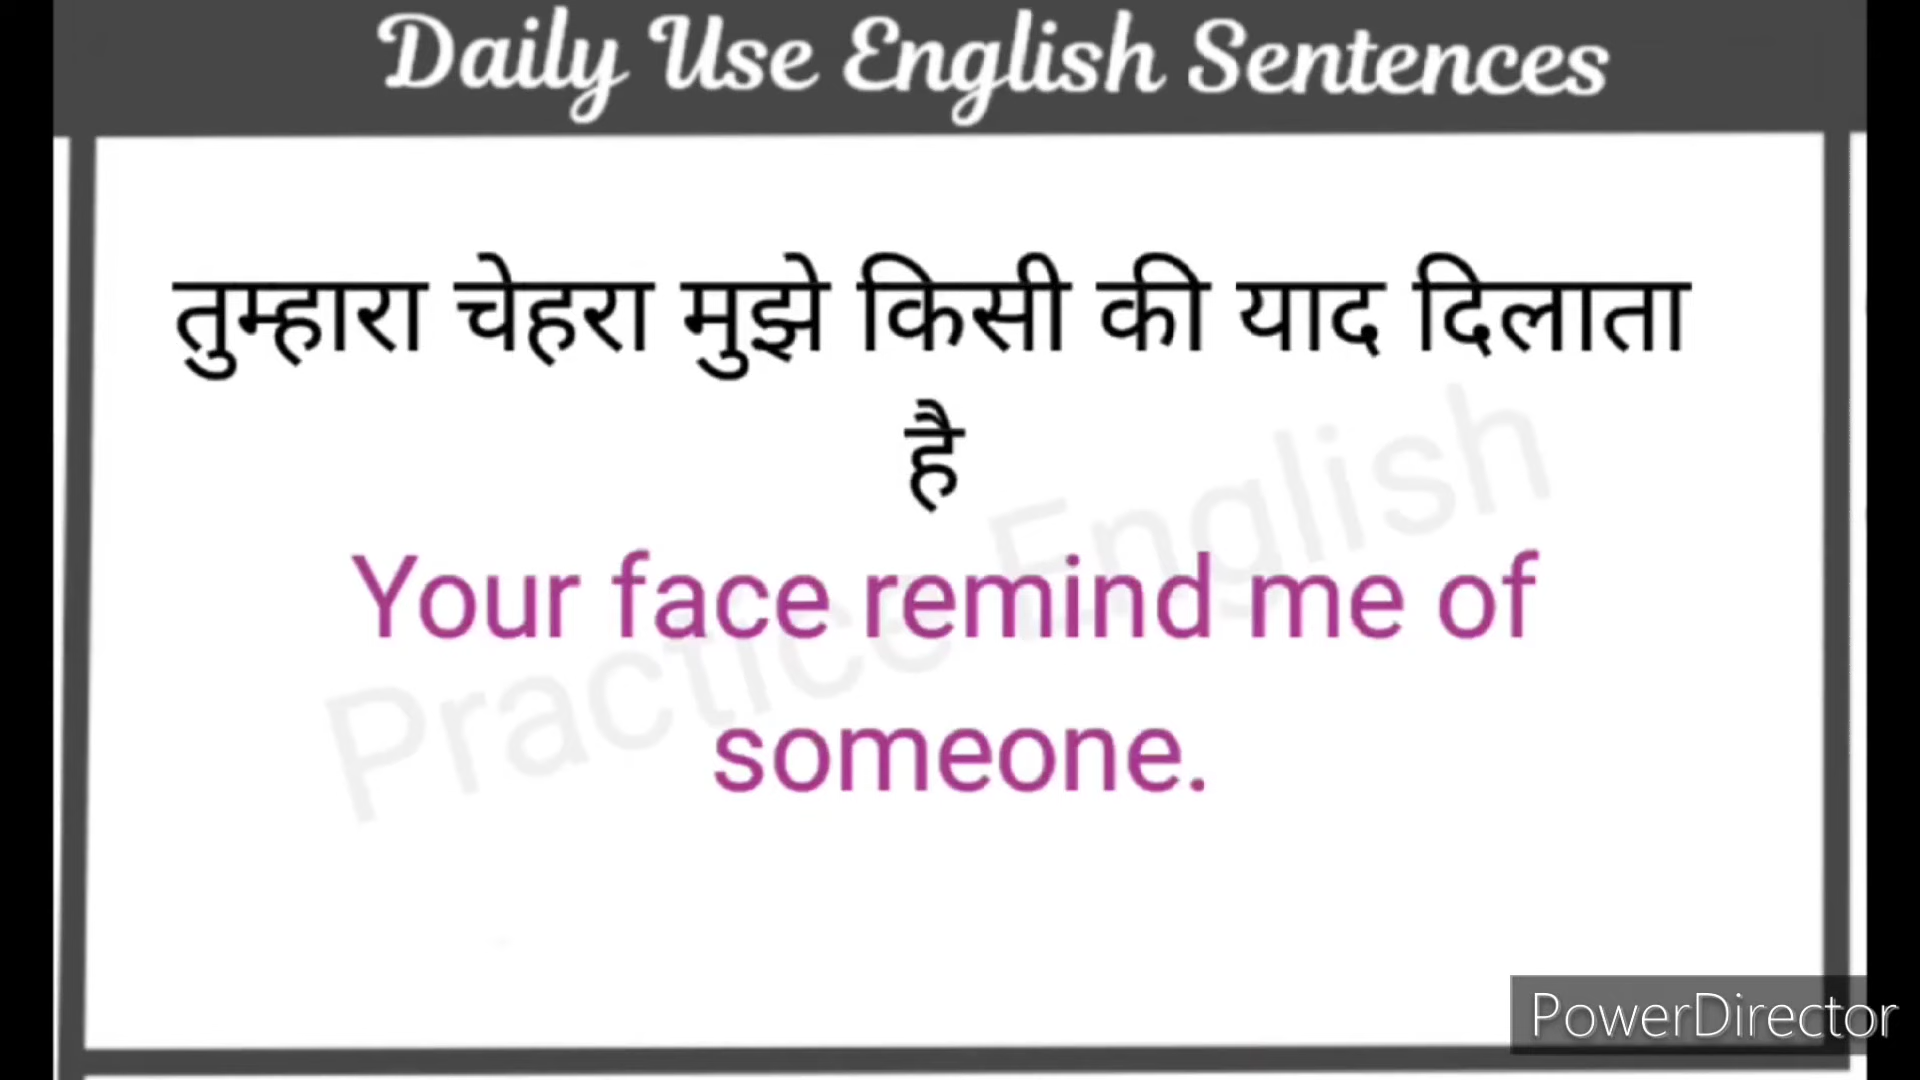 Daily Use English Sentences
तुम्हारा चेहरा मुझे किसी की याद दिलाता
है
Your face remind me of
someone.
Practice English
PowerDirector